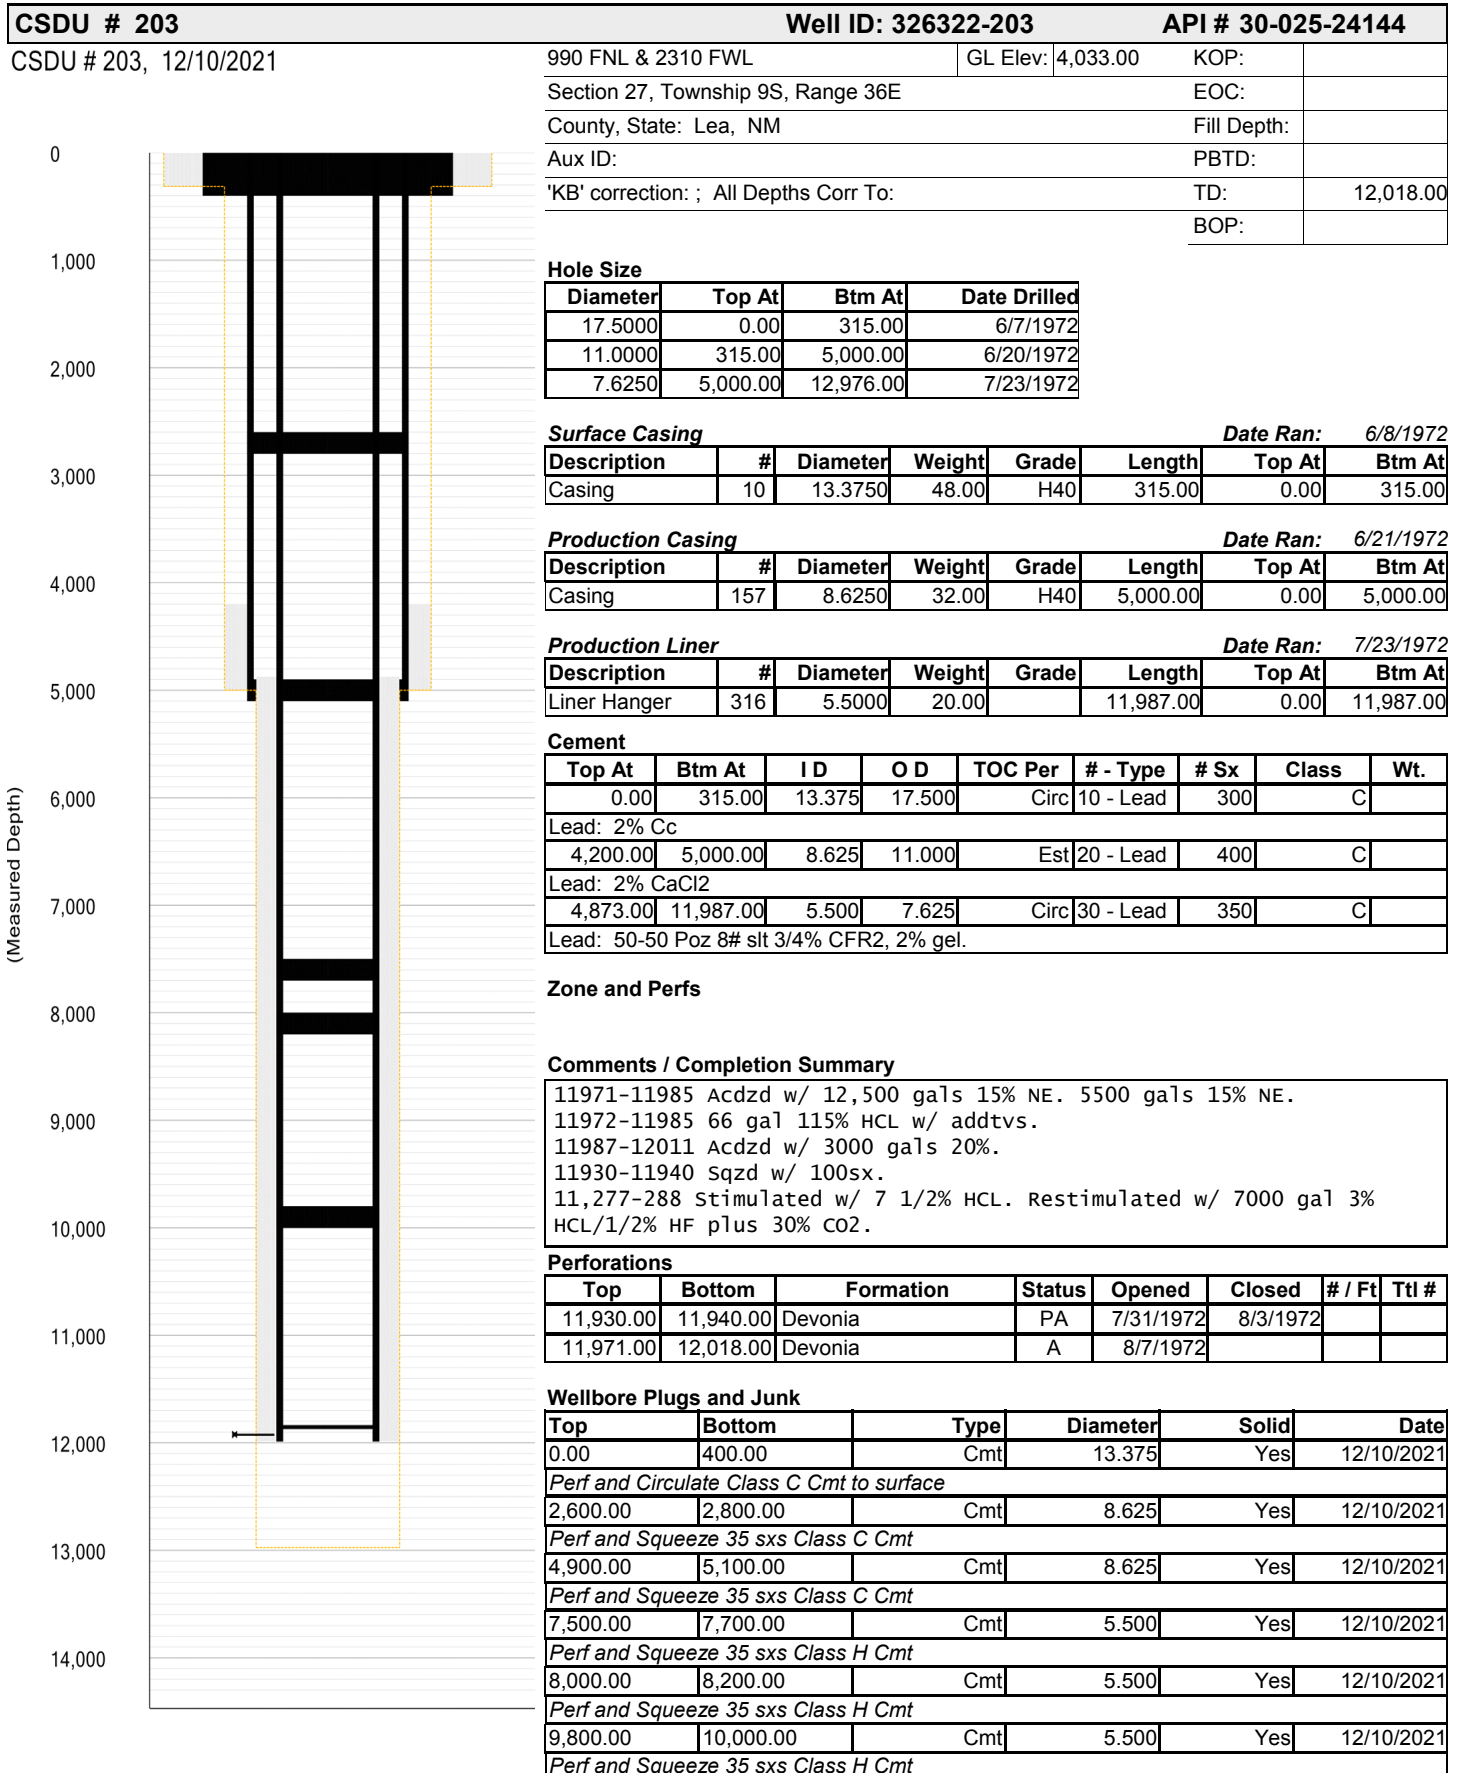 CSDU # 203 Well ID: 326322-203 API # 30-025-24144
CSDU # 203, 12/10/2021
990 FNL & 2310 FWL GL Elev: 4,033.00 KOP:
Section 27, Township 9S, Range 36E EOC:
County, State: Lea, NM Fill Depth:
Aux ID: PBTD:
'KB' correction: ; All Depths Corr To: TD: 12,018.00
BOP:
0
1,000
2,000
3,000
4,000
5,000
6,000
7,000
8,000
9,000
10,000
11,000
12,000
13,000
14,000
(Measured Depth)
Hole Size
Diameter Top At Btm At Date Drilled
17.5000 0.00 315.00 6/7/1972
11.0000 315.00 5,000.00 6/20/1972
7.6250 5,000.00 12,976.00 7/23/1972
Surface Casing Date Ran: 6/8/1972
Description # Diameter Weight Grade Length Top At Btm At
Casing 10 13.3750 48.00 H40 315.00 0.00 315.00
Production Casing Date Ran: 6/21/1972
Description # Diameter Weight Grade Length Top At Btm At
Casing 157 8.6250 32.00 H40 5,000.00 0.00 5,000.00
Production Liner Date Ran: 7/23/1972
Description # Diameter Weight Grade Length Top At Btm At
Liner Hanger 316 5.5000 20.00 11,987.00 0.00 11,987.00
Cement
Top At Btm At I D O D TOC Per # - Type # Sx Class Wt.
0.00 315.00 13.375 17.500 Circ 10 - Lead 300 C
Lead: 2% Cc
4,200.00 5,000.00 8.625 11.000 Est 20 - Lead 400 C
Lead: 2% CaCl2
4,873.00 11,987.00 5.500 7.625 Circ 30 - Lead 350 C
Lead: 50-50 Poz 8# slt 3/4% CFR2, 2% gel.
Zone and Perfs
Comments / Completion Summary
11971-11985 Acdzd w/ 12,500 gals 15% NE. 5500 gals 15% NE.
11972-11985 66 gal 115% HCL w/ addtvs.
11987-12011 Acdzd w/ 3000 gals 20%.
11930-11940 Sqzd w/ 100sx.
11,277-288 Stimulated w/ 7 1/2% HCL. Restimulated w/ 7000 gal 3%
HCL/1/2% HF plus 30% CO2.
Perforations
Top Bottom Formation Status Opened Closed # / Ft Ttl #
11,930.00 11,940.00 Devonia PA 7/31/1972 8/3/1972
11,971.00 12,018.00 Devonia A 8/7/1972
Wellbore Plugs and Junk
Top Bottom Type Diameter Solid Date
0.00 400.00 Cmt 13.375 Yes 12/10/2021
Perf and Circulate Class C Cmt to surface
2,600.00 2,800.00 Cmt 8.625 Yes 12/10/2021
Perf and Squeeze 35 sxs Class C Cmt
4,900.00 5,100.00 Cmt 8.625 Yes 12/10/2021
Perf and Squeeze 35 sxs Class C Cmt
7,500.00 7,700.00 Cmt 5.500 Yes 12/10/2021
Perf and Squeeze 35 sxs Class H Cmt
8,000.00 8,200.00 Cmt 5.500 Yes 12/10/2021
Perf and Squeeze 35 sxs Class H Cmt
9,800.00 10,000.00 Cmt 5.500 Yes 12/10/2021
Perf and Squeeze 35 sxs Class H Cmt